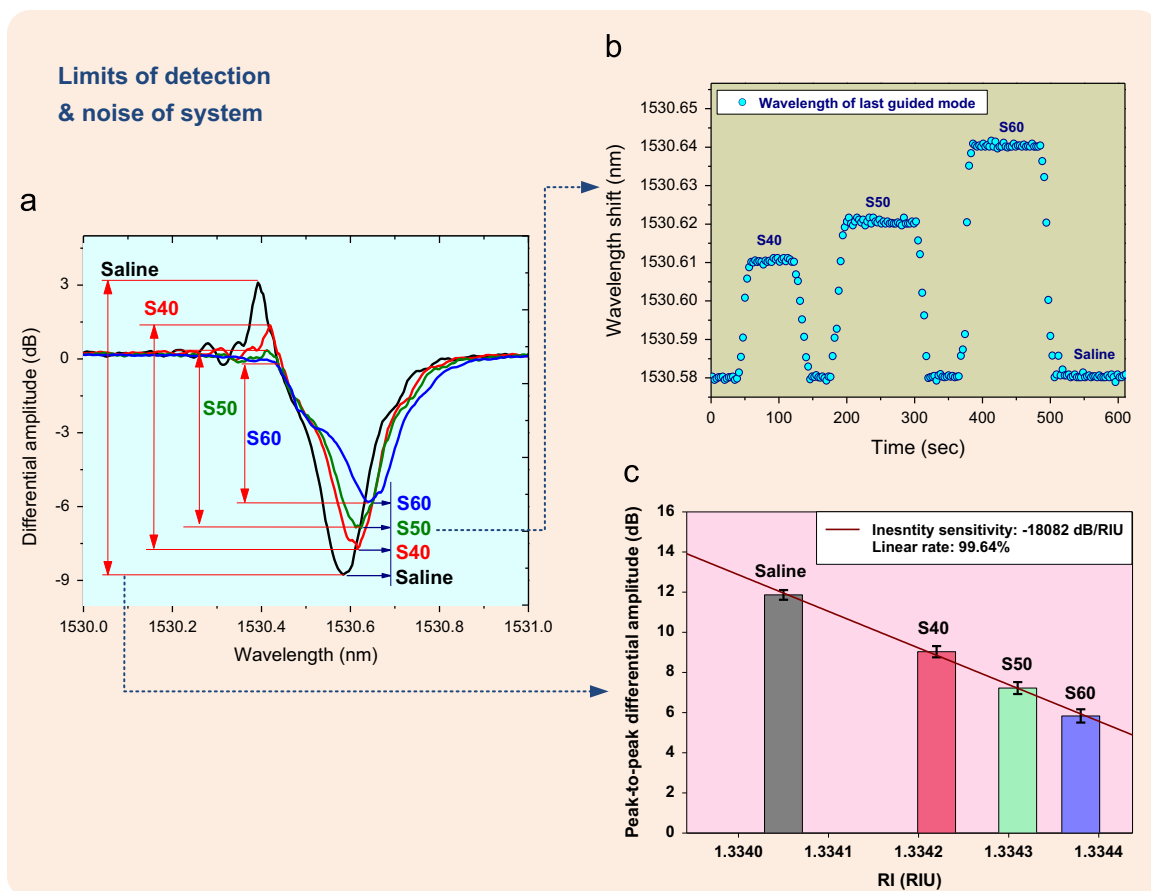 Limits of detection
& noise of system
a
Saline
S40
S50
S60
S60
S50
S40
Saline
3
0
-3
-6
-9
Differential amplitude (dB)
1530.0 1530.2 1530.4 1530.6 1530.8 1531.0
Wavelength (nm)
b
Wavelength of last guided mode
S60
S50
S40
Saline
1530.65
1530.64
1530.63
1530.62
1530.61
1530.60
1530.59
1530.58
Wavelength shift (nm)
0 100 200 300 400 500 600
Time (sec)
c
Inesntity sensitivity: -18082 dB/RIU
Linear rate: 99.64%
Saline
S40
S50
S60
16
14
12
10
8
6
4
2
0
Peak-to-peak differential amplitude (dB)
1.3340 1.3341 1.3342 1.3343 1.3344
RI (RIU)